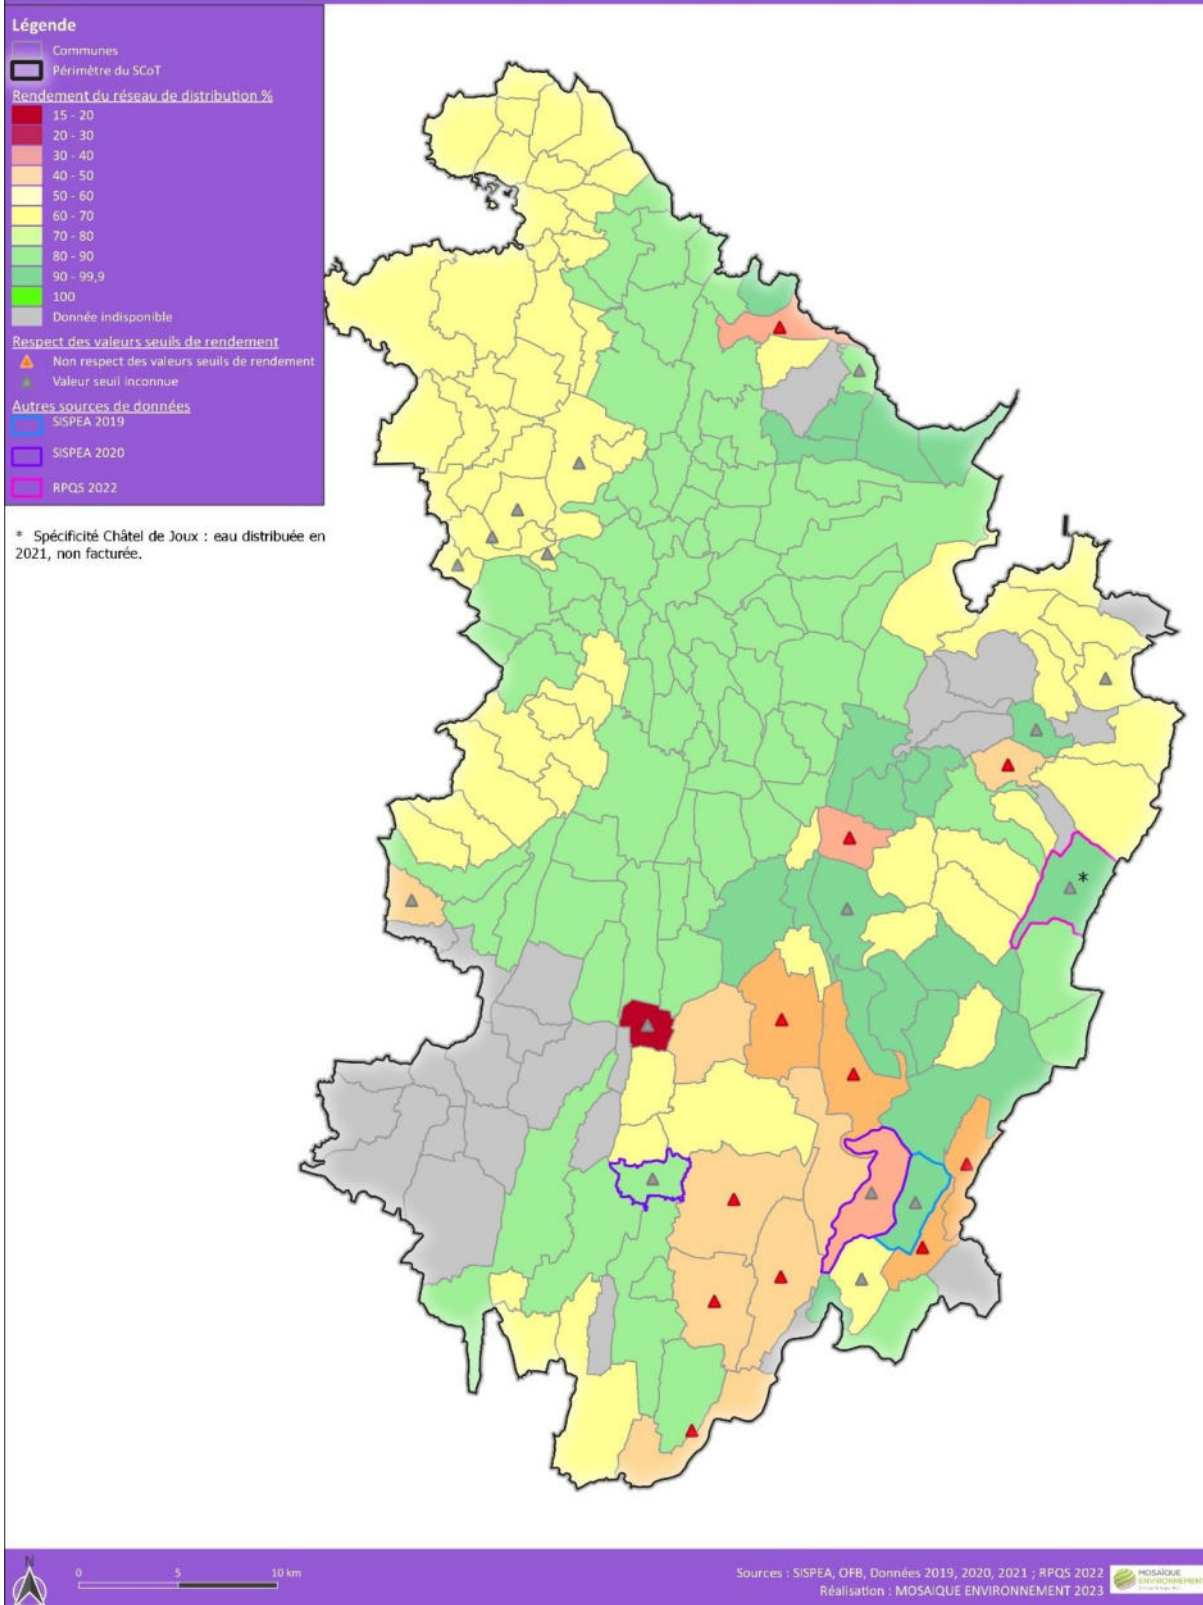 Légende
Communes
Périmètre du SCoT
Rendement du réseau de distribution %
15 - 20
20 - 30
30 - 40
40 - 50
50 - 60
60 - 70
70 - 80
80 - 90
90 - 99,9
100
Donnée indisponible
Respect des valeurs seuils de rendement
Non respect des valeurs seuils de rendement
Valeur seuil inconnue
Autres sources de données
SISPEA 2019
SISPEA 2020
RPQS 2022
* Spécificité Châtel de Joux : eau distribuée en
2021, non facturée.
*
N
0 5 10 km
Sources : SISPEA, OFB, Données 2019, 2020, 2021 ; RPQS 2022
Réalisation : MOSAIQUE ENVIRONNEMENT 2023
MOSAÏQUE
ENVIRONNEMENT